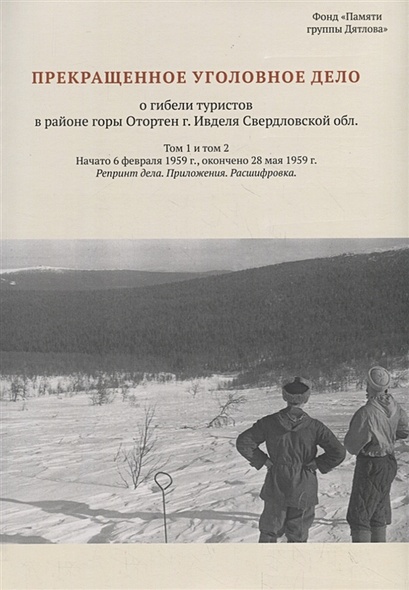 Фонд «Памяти
группы Дятлова»
ПРЕКРАЩЕННОЕ УГОЛОВНОЕ ДЕЛО
о гибели туристов
в районе горы Отортен г. Ивделя Свердловской обл.
Том 1 и том 2
Начато 6 февраля 1959 г., окончено 28 мая 1959 г.
Репринт дела. Приложения. Расшифровка.